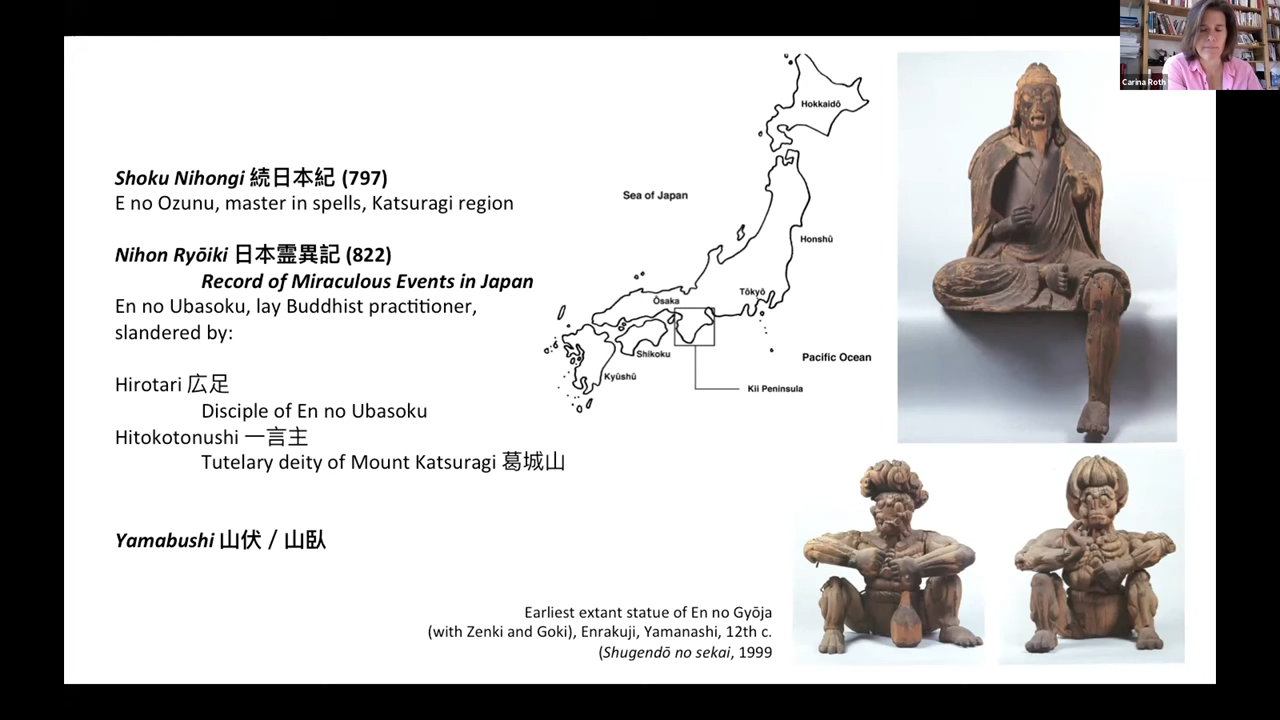 Carina Roth
Shoku Nihongi 続日本紀 (797)
E no Ozunu, master in spells, Katsuragi region
Nihon Ryōiki 日本霊異記 (822)
Record of Miraculous Events in Japan
En no Ubasoku, lay Buddhist practitioner,
slandered by:
Hirotari 広足
Disciple of En no Ubasoku
Hitokotonushi 一言主
Tutelary deity of Mount Katsuragi 葛城山
Yamabushi 山伏 / 山臥
Hokkaidō
Sea of Japan
Honshū
Tōkyō
Ōsaka
Shikoku
Pacific Ocean
Kyūshū
Kii Peninsula
Earliest extant statue of En no Gyōja
(with Zenki and Goki), Enrakuji, Yamanashi, 12th c.
(Shugendō no sekai, 1999